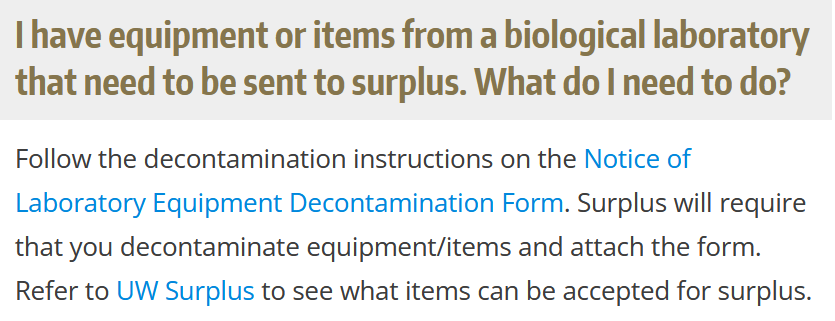 I have equipment or items from a biological laboratory
that need to be sent to surplus. What do I need to do?
Follow the decontamination instructions on the Notice of
Laboratory Equipment Decontamination Form. Surplus will require
that you decontaminate equipment/items and attach the form.
Refer to UW Surplus to see what items can be accepted for surplus.